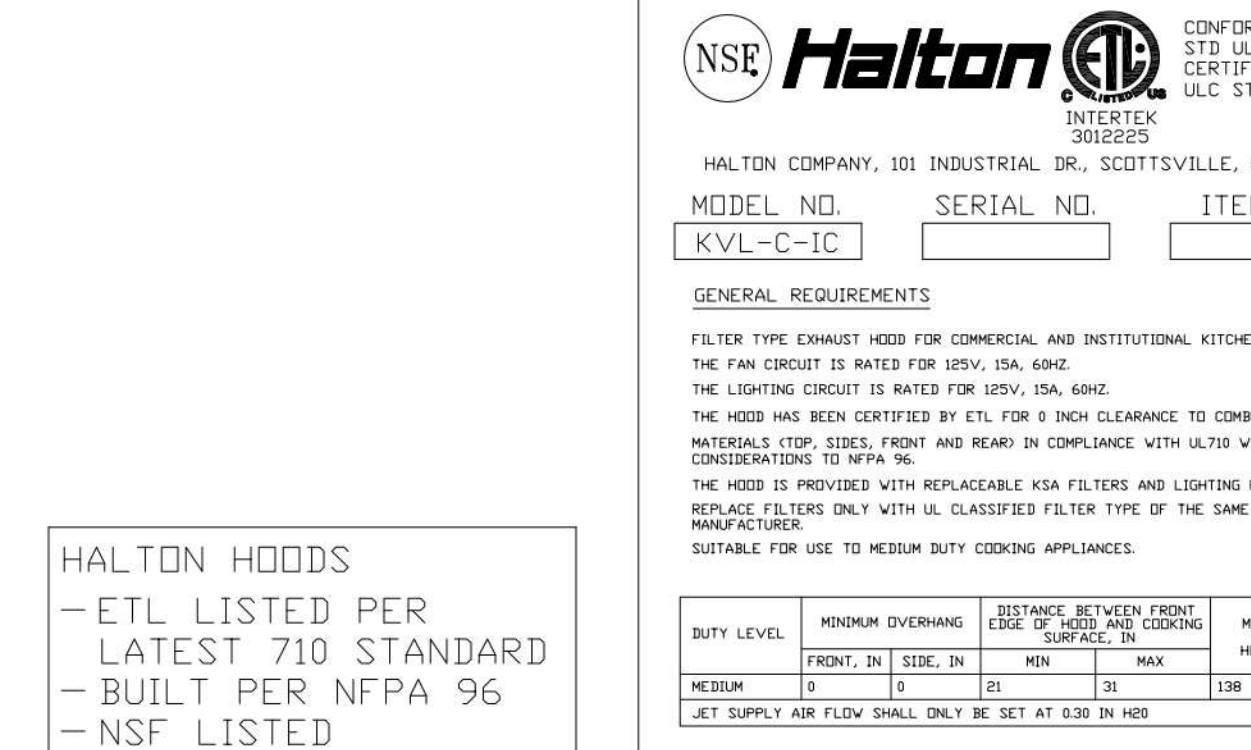 HALTON HOODS
- ETL LISTED PER
LATEST 710 STANDARD
- BUILT PER NFPA 96
- NSF LISTED
NSF Halton ETL
C LISTED US
INTERTEK
3012225
CONFOR
STD UL
CERTIF
ULC ST
HALTON COMPANY, 101 INDUSTRIAL DR., SCOTTSVILLE,
MODEL NO. SERIAL NO. ITE
KVL-C-IC
GENERAL REQUIREMENTS
FILTER TYPE EXHAUST HOOD FOR COMMERCIAL AND INSTITUTIONAL KITCHE
THE FAN CIRCUIT IS RATED FOR 125V, 15A, 60HZ.
THE LIGHTING CIRCUIT IS RATED FOR 125V, 15A, 60HZ.
THE HOOD HAS BEEN CERTIFIED BY ETL FOR 0 INCH CLEARANCE TO COMB
MATERIALS (TOP, SIDES, FRONT AND REAR) IN COMPLIANCE WITH UL710 W
CONSIDERATIONS TO NFPA 96.
THE HOOD IS PROVIDED WITH REPLACEABLE KSA FILTERS AND LIGHTING
REPLACE FILTERS ONLY WITH UL CLASSIFIED FILTER TYPE OF THE SAME
MANUFACTURER.
SUITABLE FOR USE TO MEDIUM DUTY COOKING APPLIANCES.
DUTY LEVEL MINIMUM OVERHANG DISTANCE BETWEEN FRONT
EDGE OF HOOD AND COOKING
SURFACE, IN
FRONT, IN SIDE, IN MIN MAX
MEDIUM 0 0 21 31 138
JET SUPPLY AIR FLOW SHALL ONLY BE SET AT 0.30 IN H20